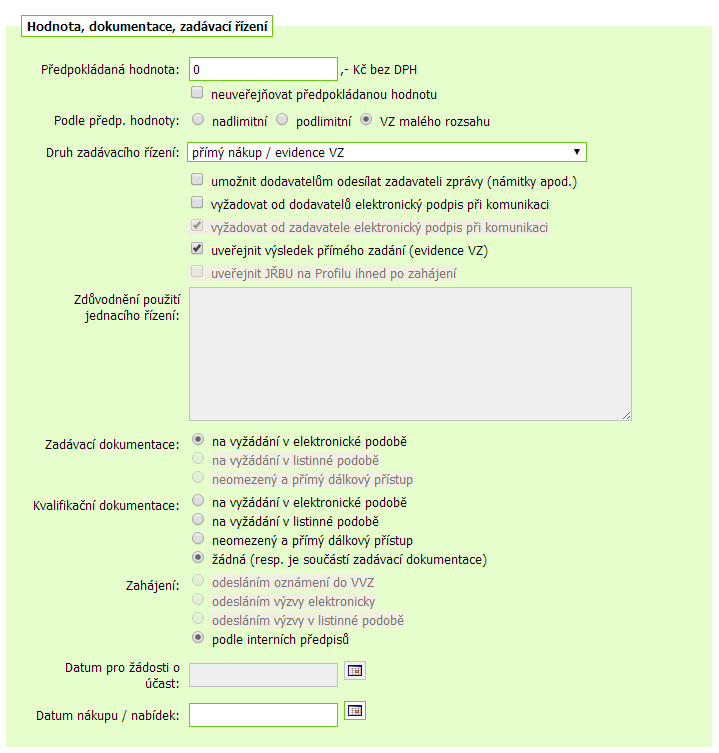 Hodnota, dokumentace, zadávací řízení
Předpokládaná hodnota: 0 ,- Kč bez DPH
neuveřejňovat předpokládanou hodnotu
Podle předp. hodnoty: nadlimitní podlimitní VZ malého rozsahu
Druh zadávacího řízení: přímý nákup / evidence VZ
umožnit dodavatelům odesílat zadavateli zprávy (námitky apod.)
vyžadovat od dodavatelů elektronický podpis při komunikaci
vyžadovat od zadavatele elektronický podpis při komunikaci
uveřejnit výsledek přímého zadání (evidence VZ)
uveřejnit JŘBU na Profilu ihned po zahájení
Zdůvodnění použití
jednacího řízení:
Zadávací dokumentace: na vyžádání v elektronické podobě
na vyžádání v listinné podobě
neomezený a přímý dálkový přístup
Kvalifikační dokumentace: na vyžádání v elektronické podobě
na vyžádání v listinné podobě
neomezený a přímý dálkový přístup
žádná (resp. je součástí zadávací dokumentace)
Zahájení: odesláním oznámení do VVZ
odesláním výzvy elektronicky
odesláním výzvy v listinné podobě
podle interních předpisů
Datum pro žádosti o
účast:
Datum nákupu / nabídek: